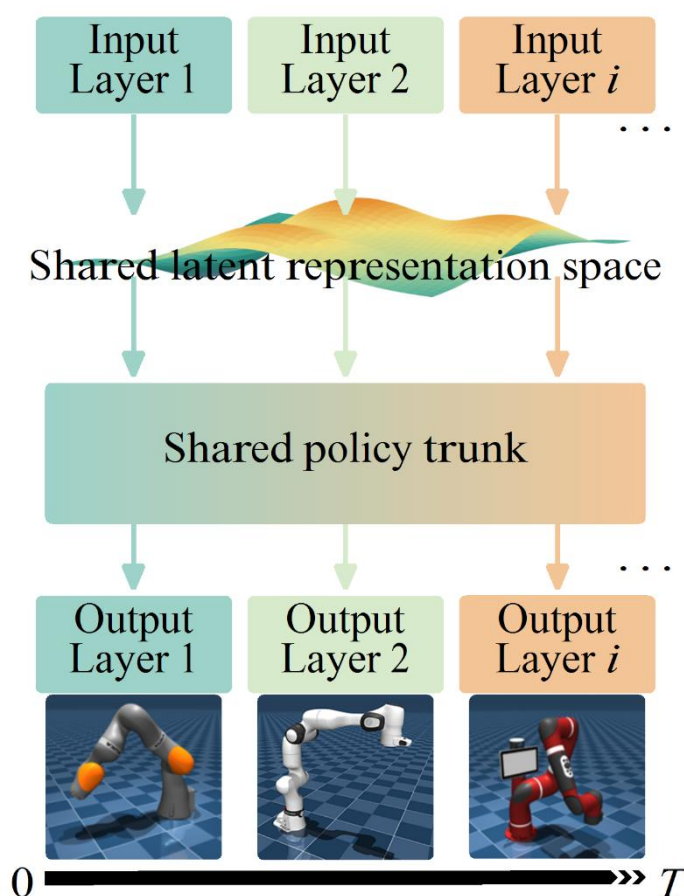 Input
Layer 1
Input
Layer 2
Input
Layer i
. . .
Shared latent representation space
Shared policy trunk
. . .
Output
Layer 1
Output
Layer 2
Output
Layer i
0
T